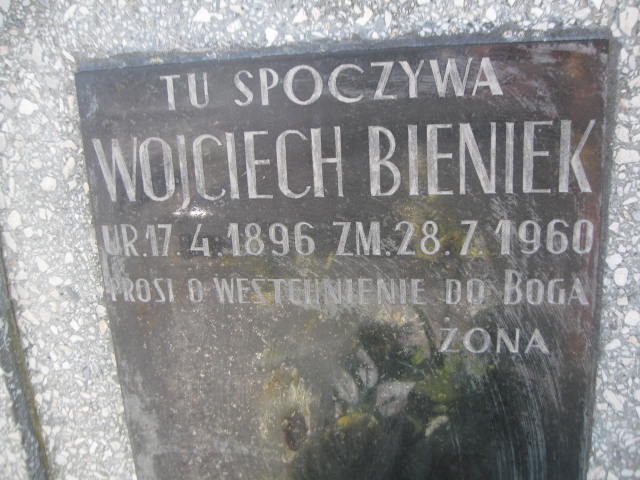 TU SPOCZYWA
WOJCIECH BIENIEK
UR.17.4.1896 ZM.28.7.1960
PROSI O WESTCHNIENIE DO BOGA
ŻONA